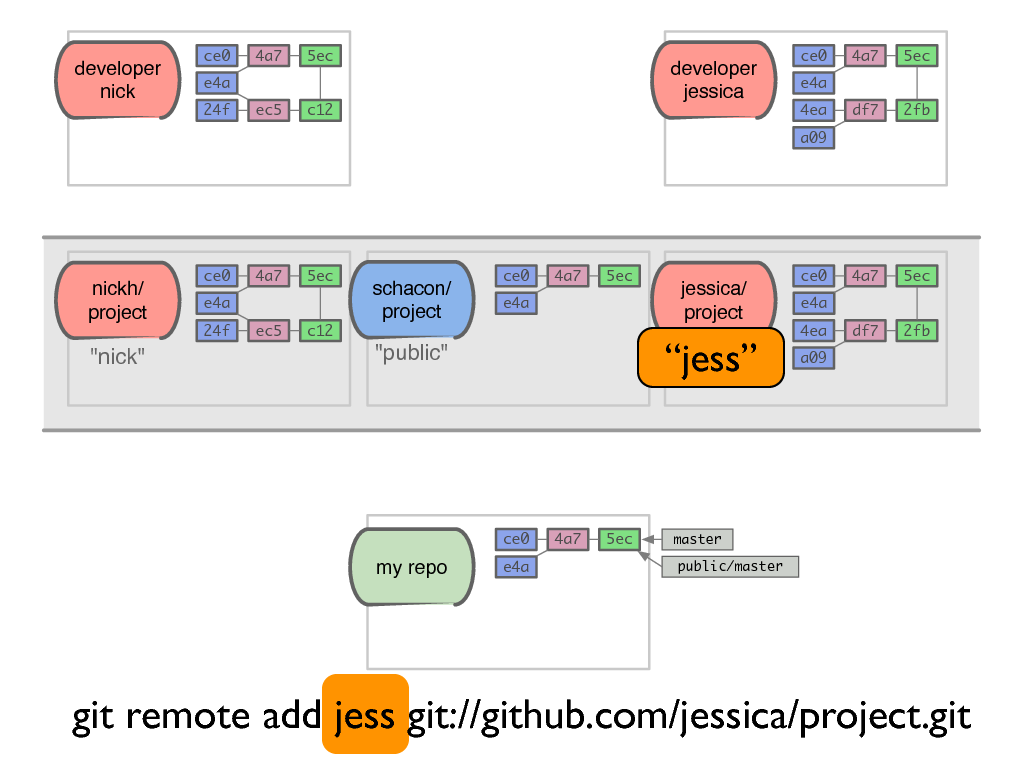 developer
nick
ce0 4a7 5ec
e4a
24f ec5 c12
developer
jessica
ce0 4a7 5ec
e4a
4ea df7 2fb
a09
nickh/
project
"nick"
ce0 4a7 5ec
e4a
24f ec5 c12
schacon/
project
"public"
ce0 4a7 5ec
e4a
jessica/
project
“jess”
ce0 4a7 5ec
e4a
4ea df7 2fb
a09
my repo
ce0 4a7 5ec
e4a
master
public/master
git remote add jess git://github.com/jessica/project.git